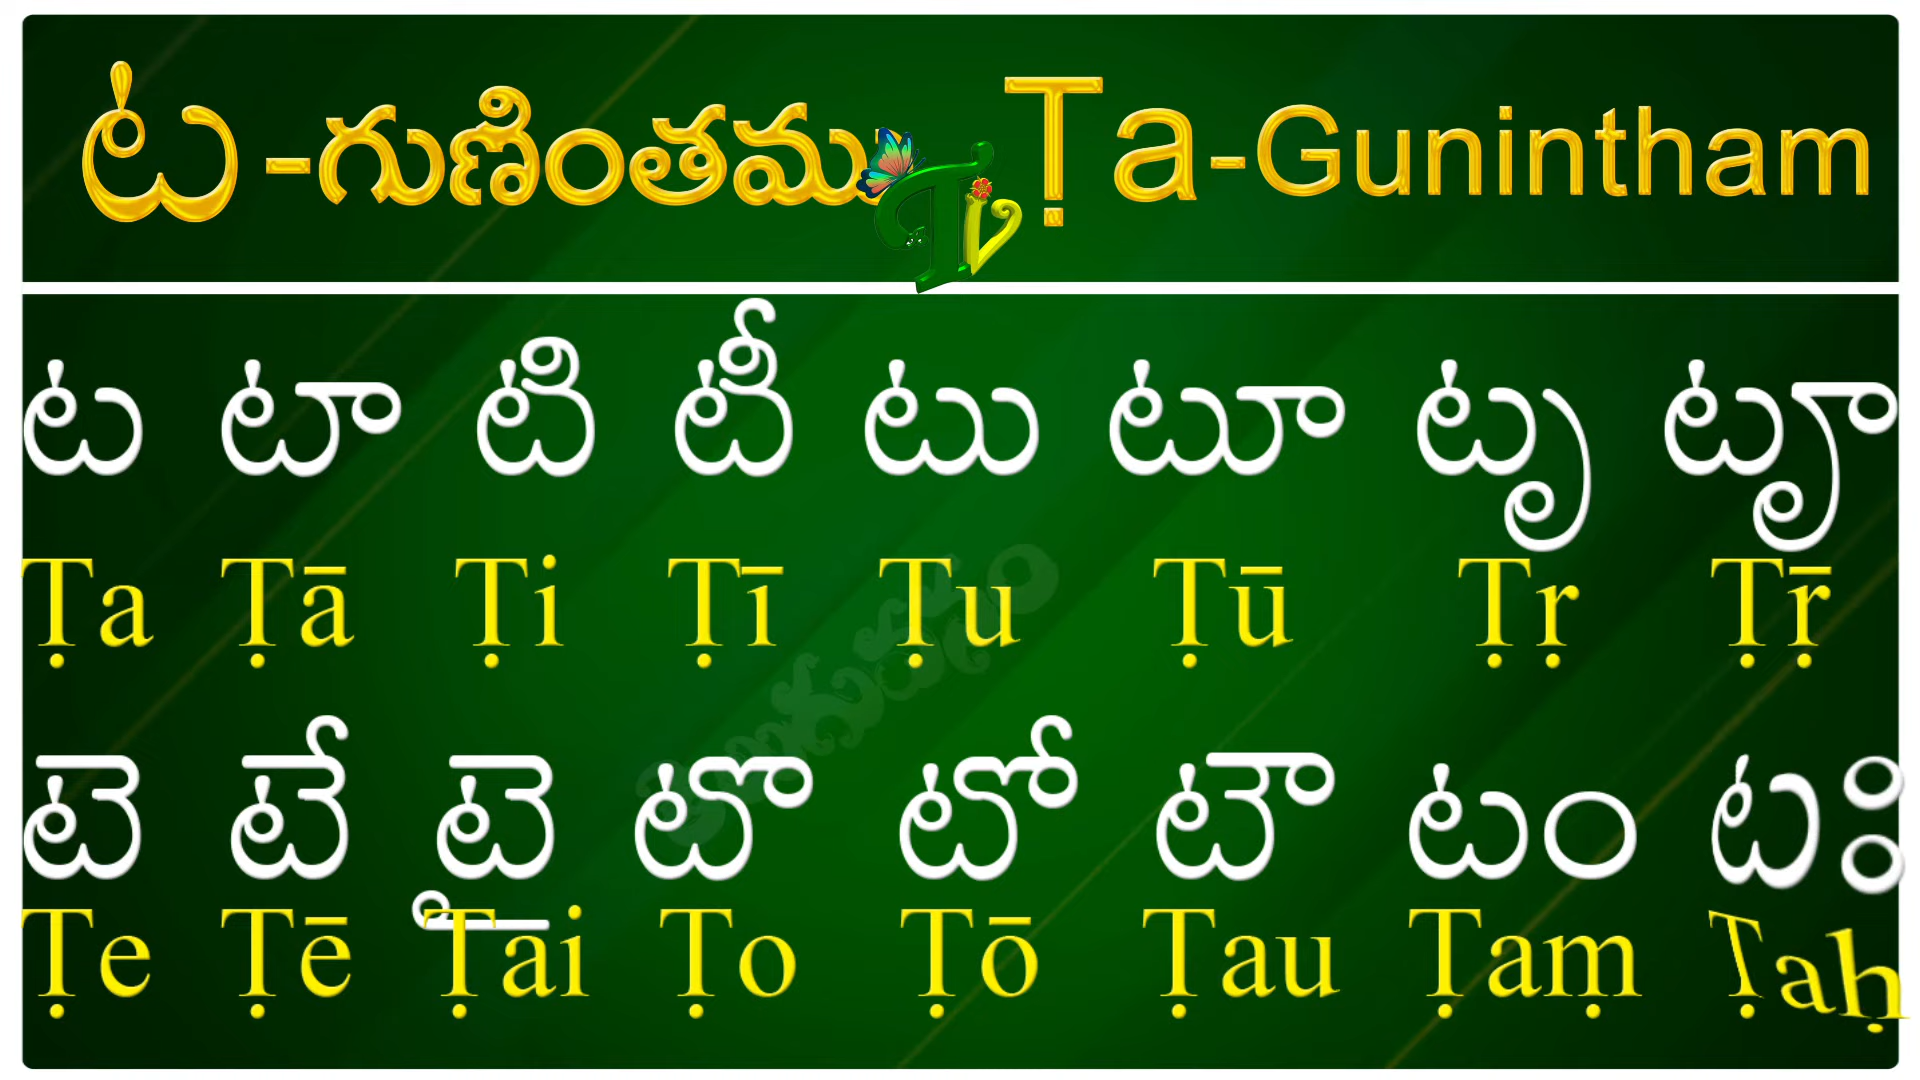 ట -గుణింతము Ṭa-Gunintham
ట టా టి టీ టు టూ టృ టౄ
Ṭa Ṭā Ṭi Ṭī Ṭu Ṭū Ṭṛ Ṭṝ
టె టే టై టొ టో టౌ టం టః
Ṭe Ṭē Ṭai Ṭo Ṭō Ṭau Ṭaṃ Ṭaḥ